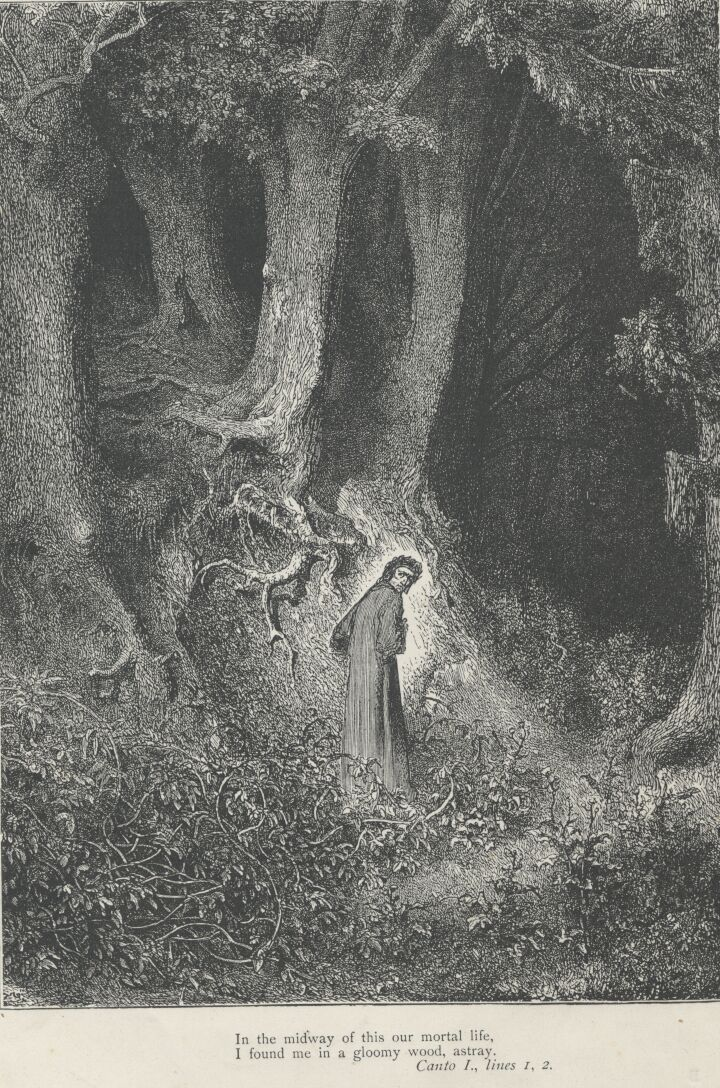 In the midway of this our mortal life,
I found me in a gloomy wood, astray.
Canto I., lines 1, 2.